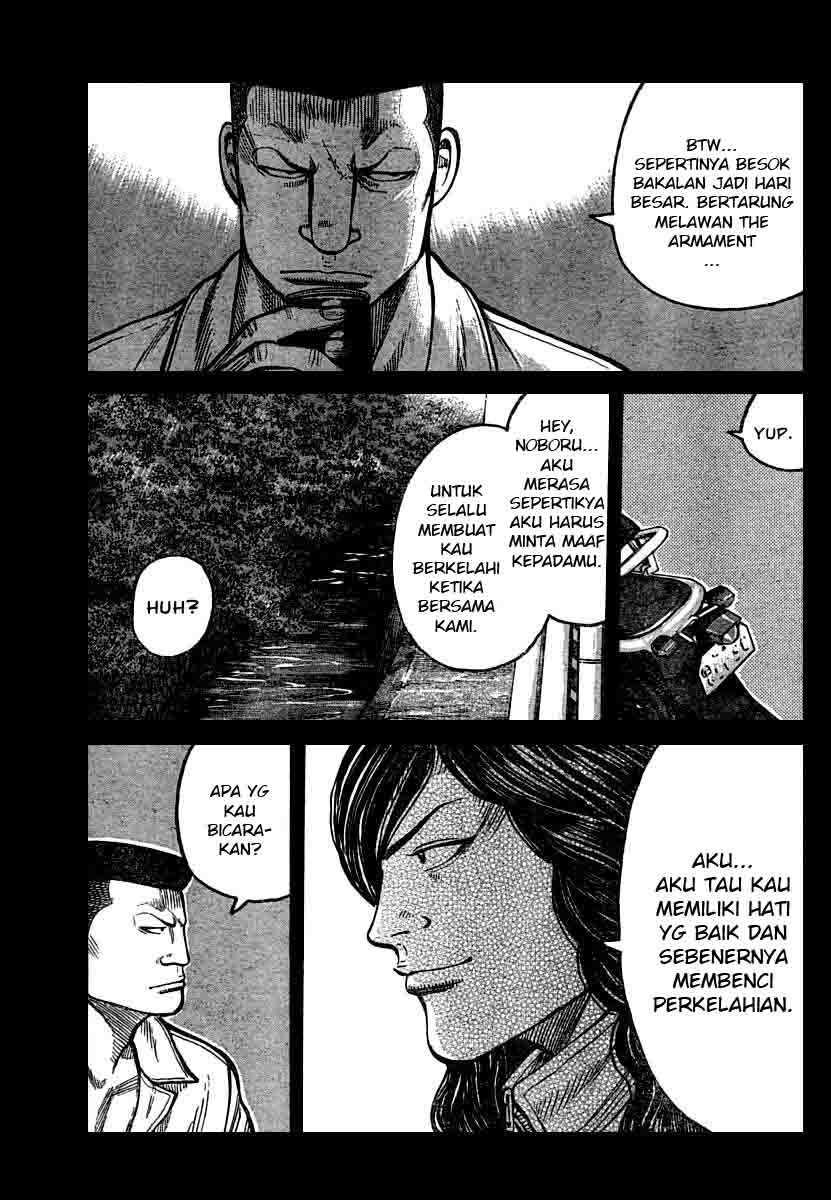 BTW...
SEPERTINYA BESOK
BAKALAN JADI HARI
BESAR. BERTARUNG
MELAWAN THE
ARMAMENT
...
YUP.
HEY,
NOBORU...
AKU
MERASA
SEPERTIKYA
AKU HARUS
MINTA MAAF
KEPADAMU.
UNTUK
SELALU
MEMBUAT
KAU
BERKELAHI
KETIKA
BERSAMA
KAMI.
HUH?
AKU...
AKU TAU KAU
MEMILIKI HATI
YG BAIK DAN
SEBENERNYA
MEMBENCI
PERKELAHIAN.
APA YG
KAU
BICARA-
KAN?